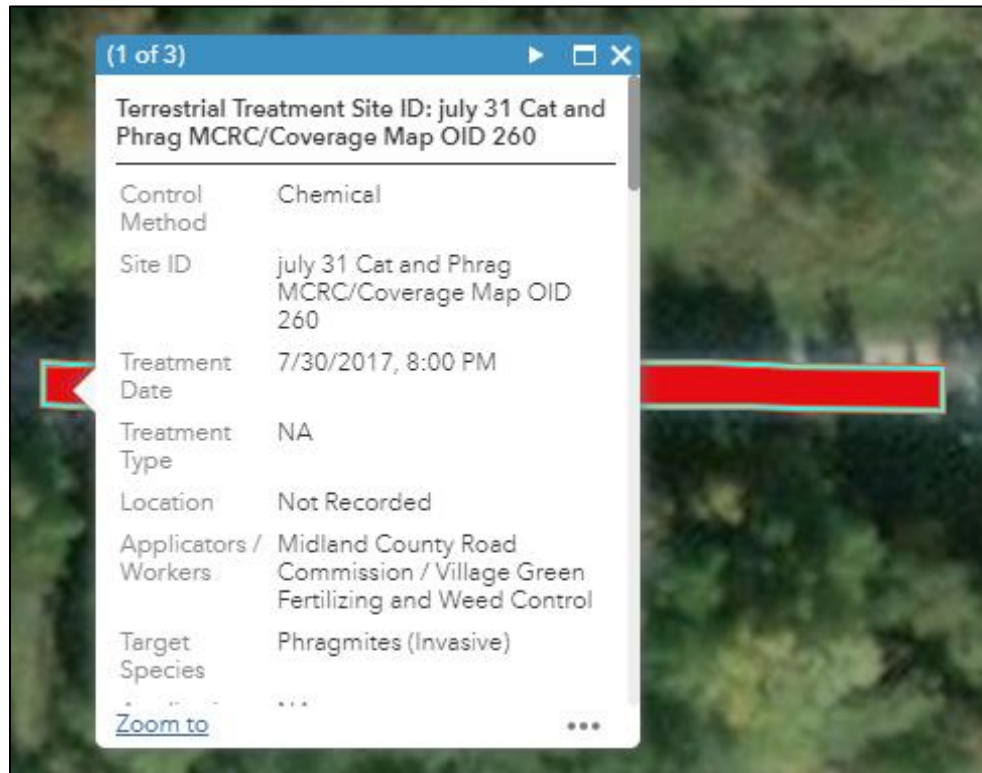 (1 of 3)
Terrestrial Treatment Site ID: july 31 Cat and
Phrag MCRC/Coverage Map OID 260
Control Method Chemical
Site ID july 31 Cat and Phrag
MCRC/Coverage Map OID
260
Treatment Date 7/30/2017, 8:00 PM
Treatment Type NA
Location Not Recorded
Applicators / Workers Midland County Road
Commission / Village Green
Fertilizing and Weed Control
Target Species Phragmites (Invasive)
Zoom to